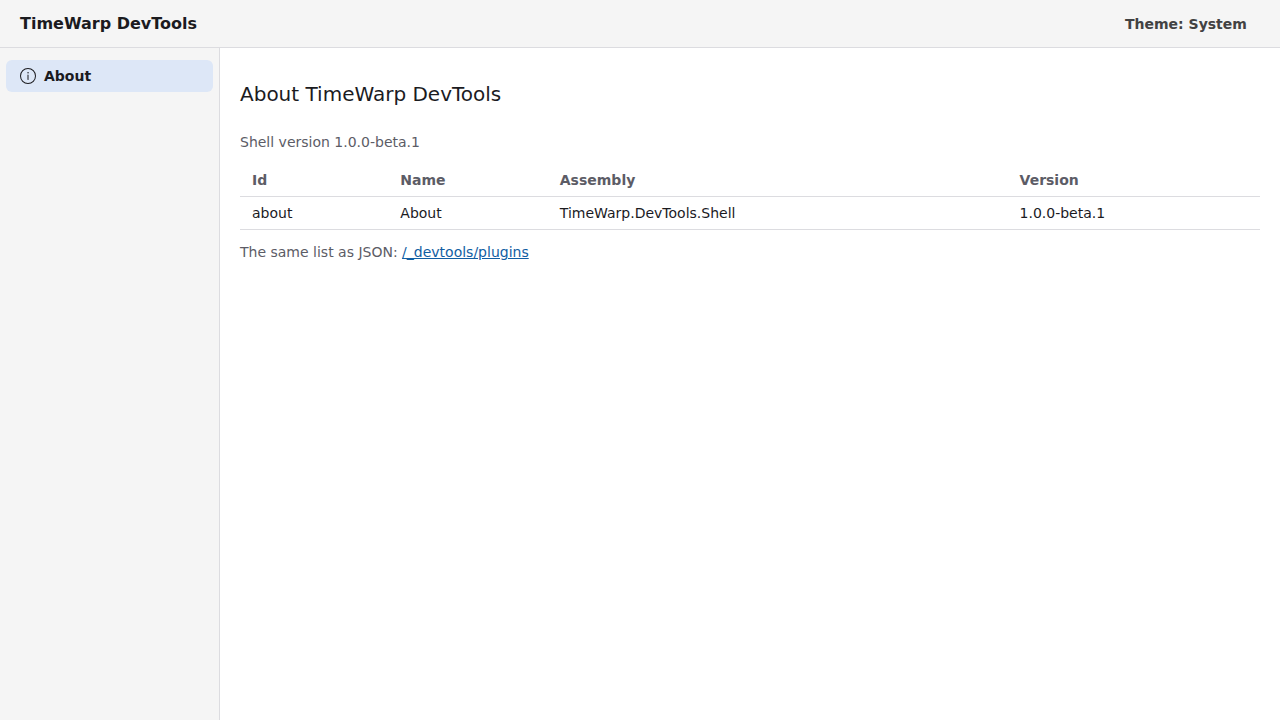 TimeWarp DevTools
Theme: System
About
About TimeWarp DevTools
Shell version 1.0.0-beta.1
Id Name Assembly Version
about About TimeWarp.DevTools.Shell 1.0.0-beta.1
The same list as JSON: /_devtools/plugins